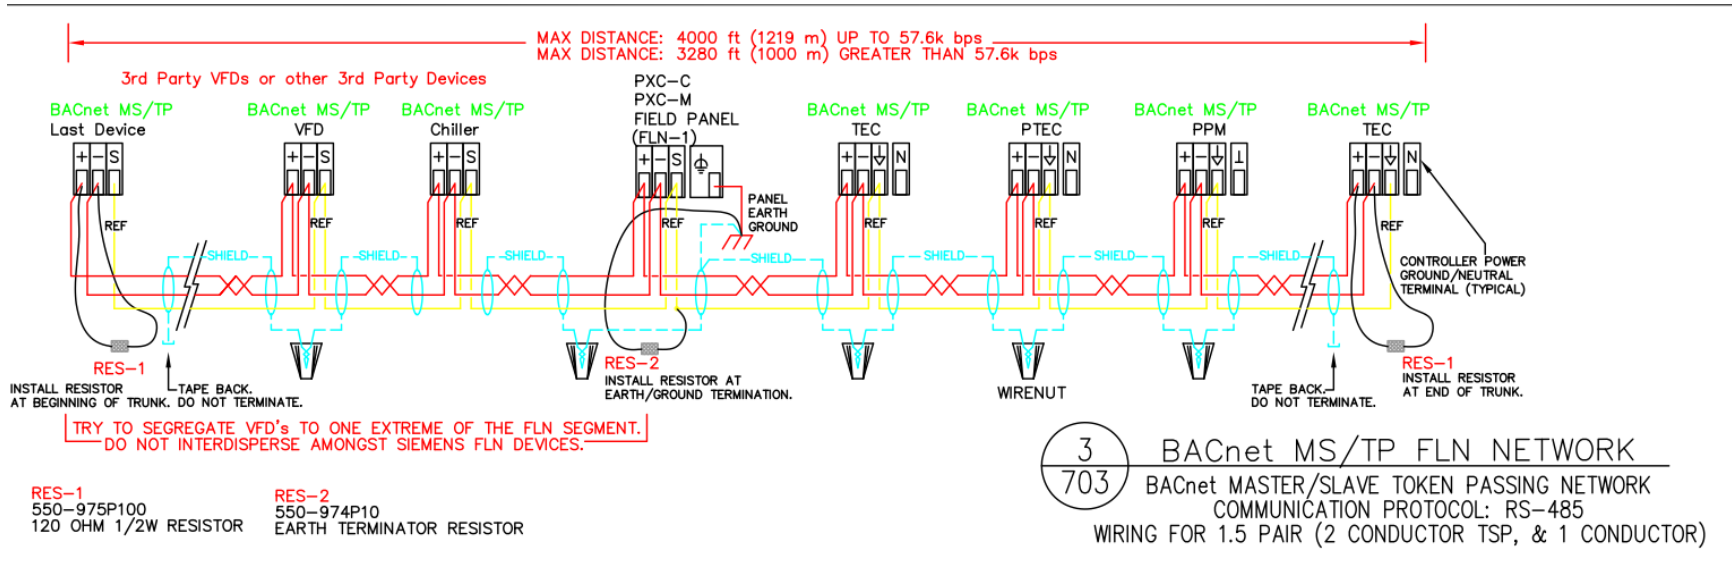 MAX DISTANCE: 4000 ft (1219 m) UP TO 57.6k bps
MAX DISTANCE: 3280 ft (1000 m) GREATER THAN 57.6k bps
3rd Party VFDs or other 3rd Party Devices
BACnet MS/TP
Last Device
+ - S
REF
BACnet MS/TP
VFD
+ - S
REF
BACnet MS/TP
Chiller
+ - S
REF
PXC-C
PXC-M
FIELD PANEL
(FLN-1)
+ - S
REF
PANEL
EARTH
GROUND
BACnet MS/TP
TEC
+ - N
REF
BACnet MS/TP
PTEC
+ - N
REF
BACnet MS/TP
PPM
+ -
REF
BACnet MS/TP
TEC
+ - N
REF
SHIELD
SHIELD
SHIELD
SHIELD
SHIELD
SHIELD
SHIELD
CONTROLLER POWER
GROUND/NEUTRAL
TERMINAL (TYPICAL)
RES-1
INSTALL RESISTOR
AT BEGINNING OF TRUNK.
TAPE BACK.
DO NOT TERMINATE.
RES-2
INSTALL RESISTOR AT
EARTH/GROUND TERMINATION.
WIRENUT
TAPE BACK.
DO NOT TERMINATE.
RES-1
INSTALL RESISTOR
AT END OF TRUNK.
TRY TO SEGREGATE VFD's TO ONE EXTREME OF THE FLN SEGMENT.
DO NOT INTERDISPERSE AMONGST SIEMENS FLN DEVICES.
RES-1
550-975P100
120 OHM 1/2W RESISTOR
RES-2
550-974P10
EARTH TERMINATOR RESISTOR
3
703
BACnet MS/TP FLN NETWORK
BACnet MASTER/SLAVE TOKEN PASSING NETWORK
COMMUNICATION PROTOCOL: RS-485
WIRING FOR 1.5 PAIR (2 CONDUCTOR TSP, & 1 CONDUCTOR)